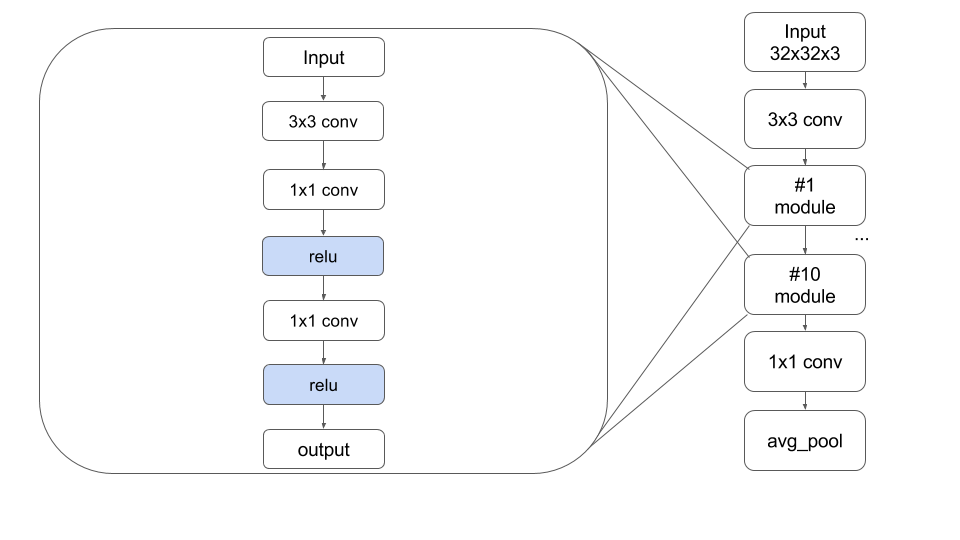 Input
3x3 conv
1x1 conv
relu
1x1 conv
relu
output
Input
32x32x3
3x3 conv
#1
module
...
#10
module
1x1 conv
avg_pool